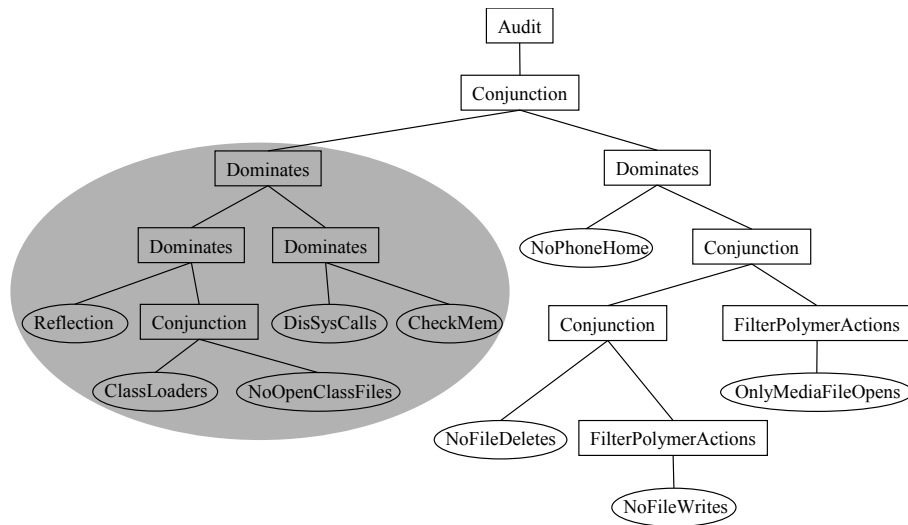 Audit
Conjunction
Dominates
Dominates
Dominates
Dominates
NoPhoneHome
Conjunction
Reflection
Conjunction
DisSysCalls
CheckMem
Conjunction
FilterPolymerActions
ClassLoaders
NoOpenClassFiles
OnlyMediaFileOpens
NoFileDeletes
FilterPolymerActions
NoFileWrites